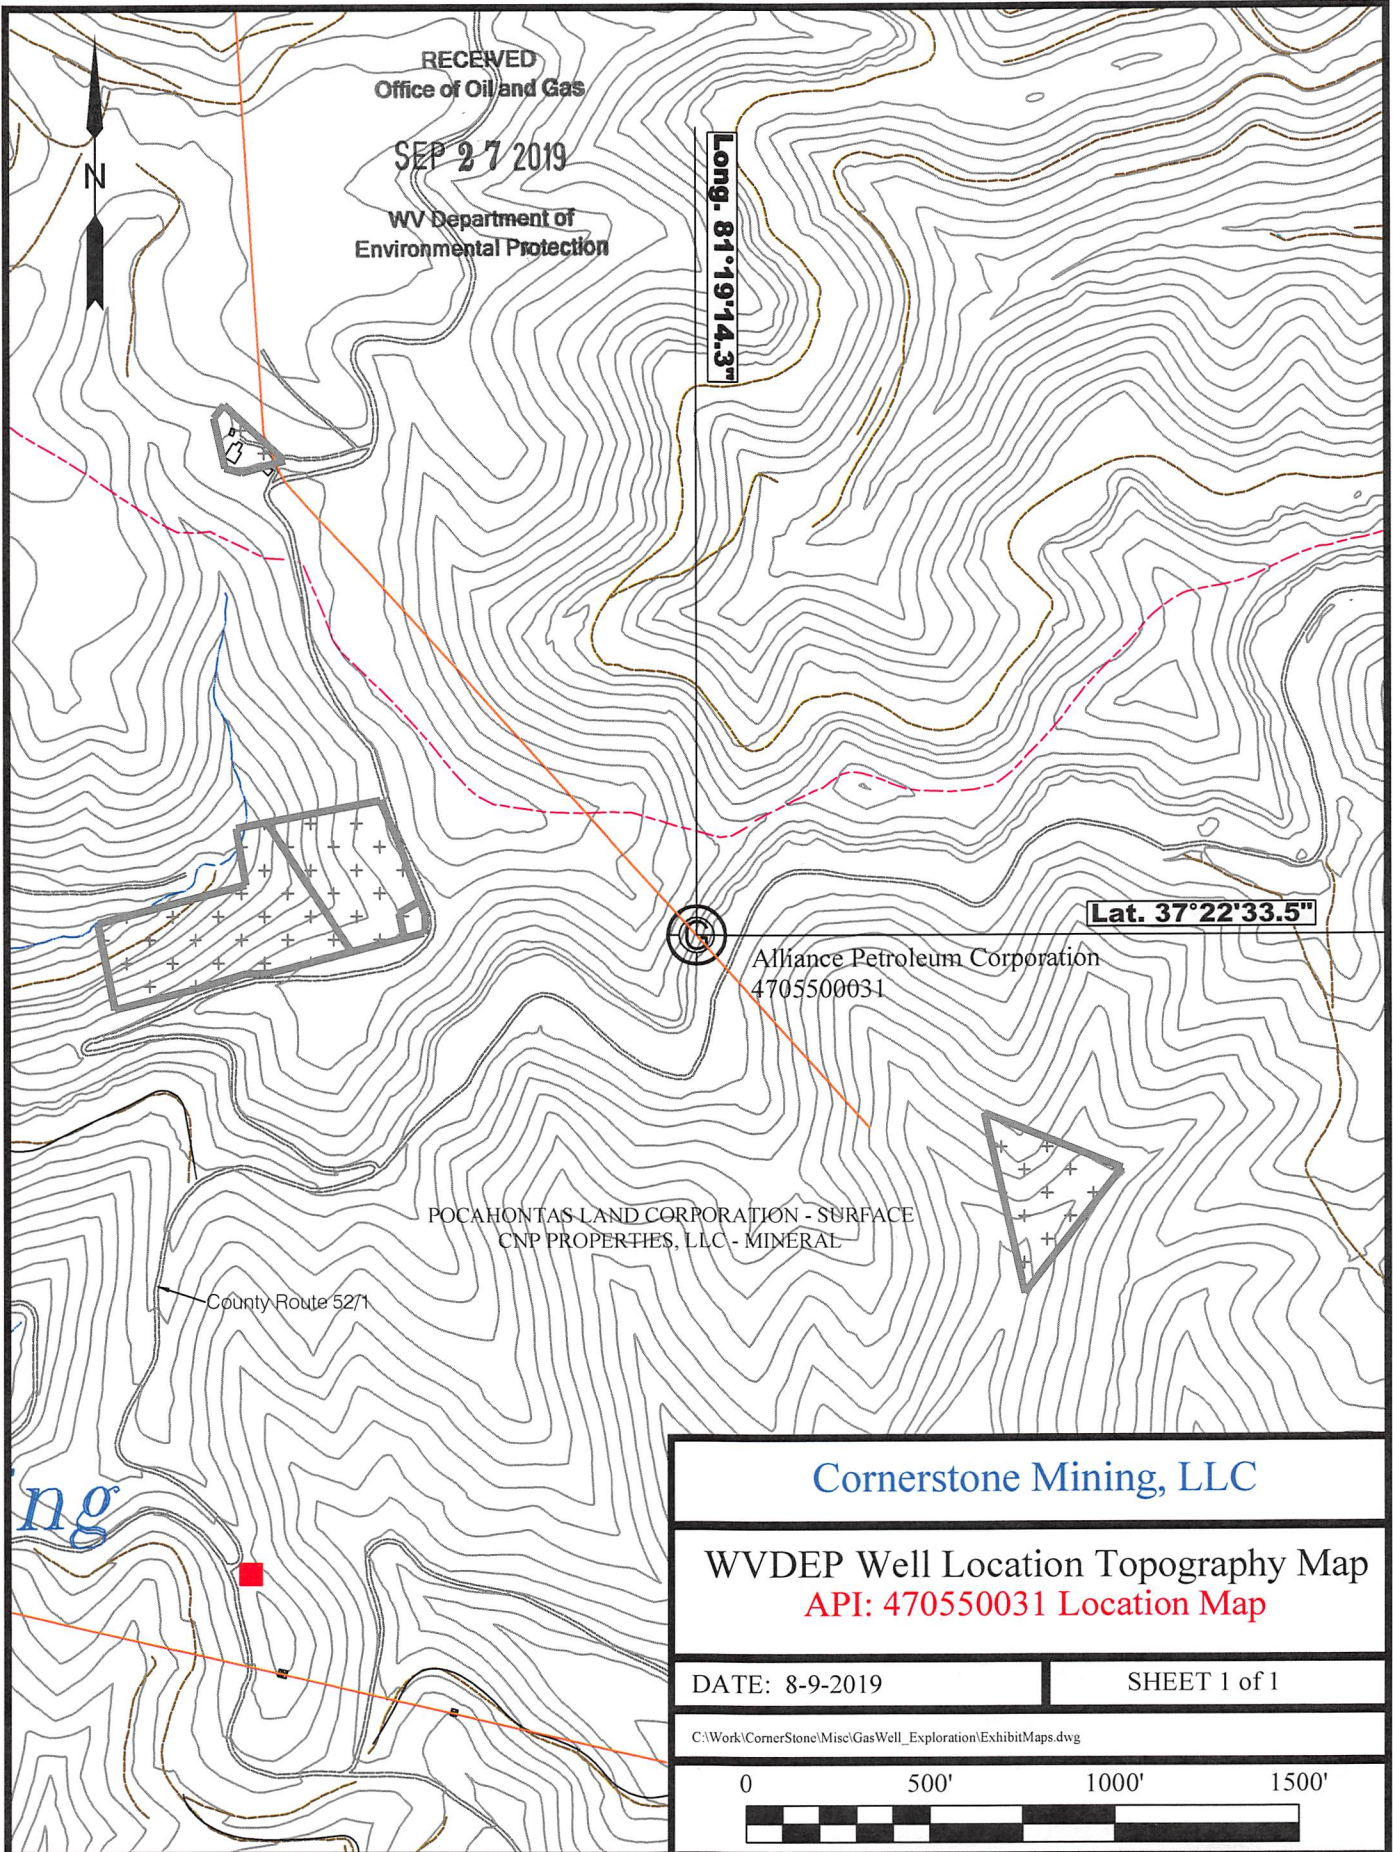 RECEIVED
Office of Oil and Gas
SEP 27 2019
WV Department of
Environmental Protection
N
Long. 81°19'14.3"
Lat. 37°22'33.5"
G
Alliance Petroleum Corporation
4705500031
POCAHONTAS LAND CORPORATION - SURFACE
CNP PROPERTIES, LLC - MINERAL
County Route 52/1
ng
Cornerstone Mining, LLC
WVDEP Well Location Topography Map
API: 470550031 Location Map
DATE: 8-9-2019
SHEET 1 of 1
C:\Work\CornerStone\Misc\GasWell_Exploration\ExhibitMaps.dwg
0 500' 1000' 1500'